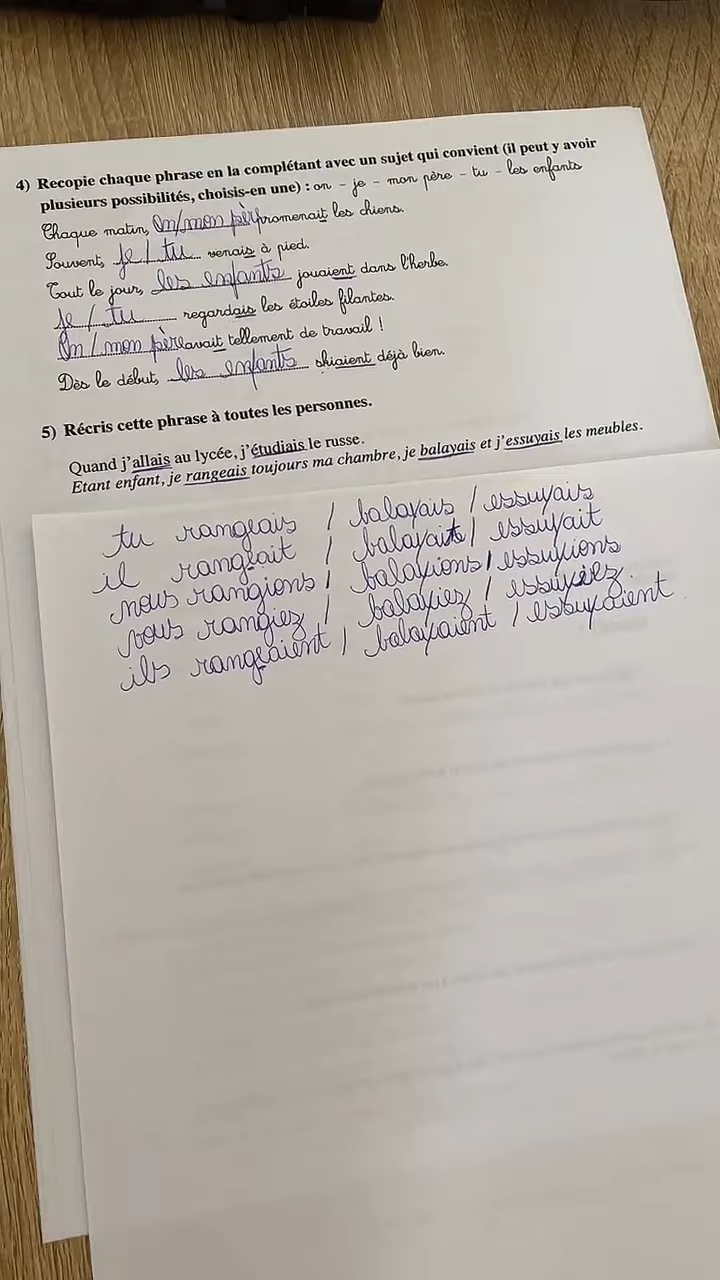 4) Recopie chaque phrase en la complétant avec un sujet qui convient (il peut y avoir
plusieurs possibilités, choisis-en une) : on - je - mon père - tu - les enfants
Chaque matin, On/mon père promenait les chiens.
Souvent, je / tu venais à pied.
Tout le jour, les enfants jouaient dans l'herbe.
je / tu regardais les étoiles filantes.
On / mon père avait tellement de travail !
Dès le début, les enfants skiaient déjà bien.
5) Récris cette phrase à toutes les personnes.
Quand j'allais au lycée, j'étudiais le russe.
Etant enfant, je rangeais toujours ma chambre, je balayais et j'essuyais les meubles.
tu rangeais / balayais / essuyais
il rangeait / balayait / essuyait
nous rangions / balayions / essuyions
vous rangiez / balayiez / essuyiez
ils rangeaient / balayaient / essuyaient